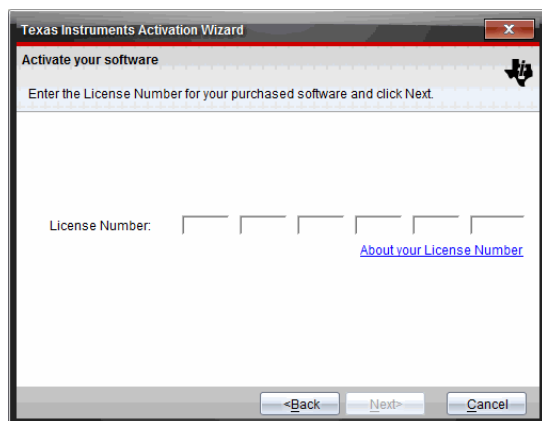 Texas Instruments Activation Wizard
Activate your software
Enter the License Number for your purchased software and click Next.
License Number:
About your License Number
<Back Next> Cancel